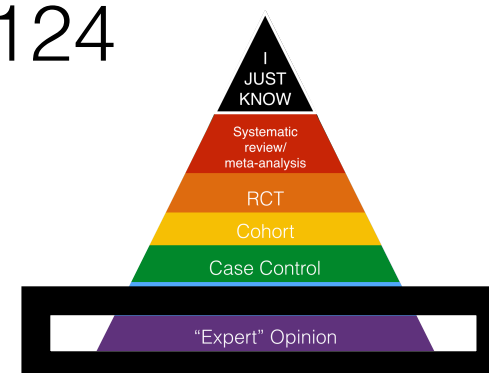 124
I
JUST
KNOW
Systematic
review/
meta-analysis
RCT
Cohort
Case Control
“Expert” Opinion